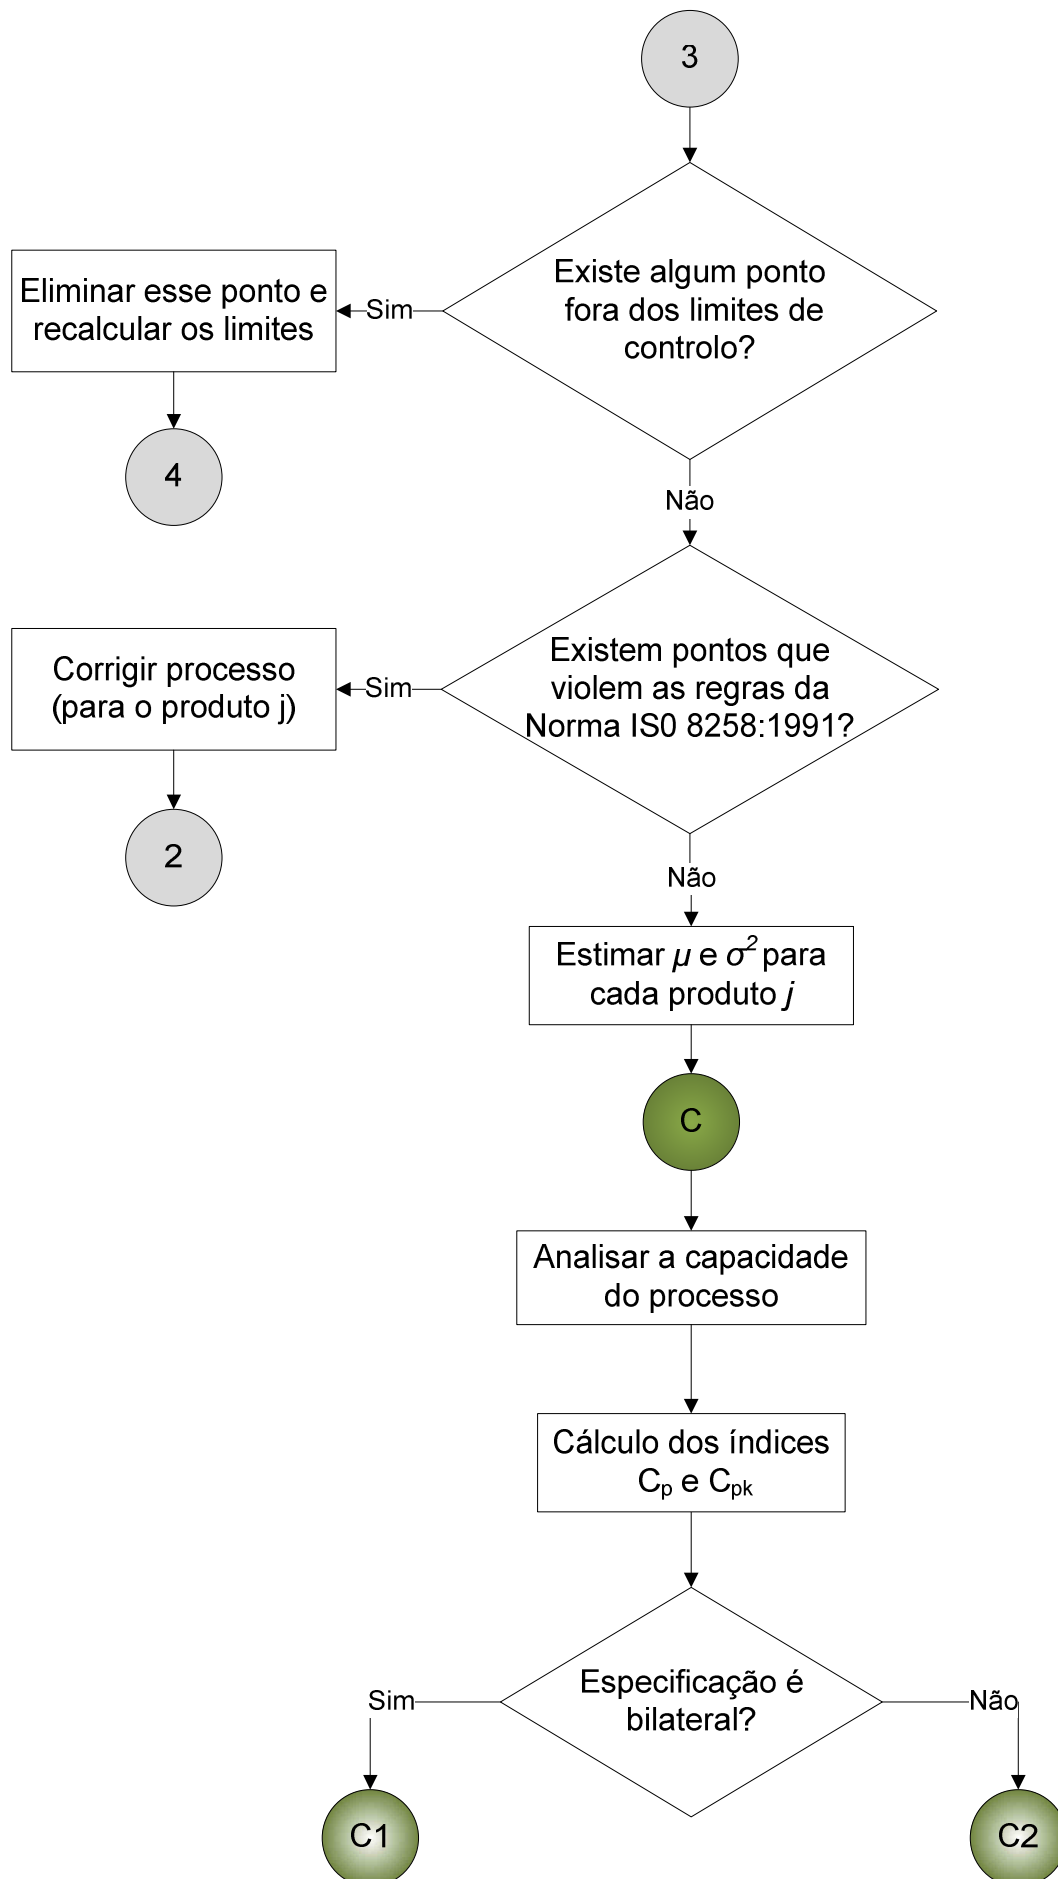 3
Existe algum ponto
fora dos limites de
controlo?
Sim
Eliminar esse ponto e
recalcular os limites
4
Não
Existem pontos que
violem as regras da
Norma IS0 8258:1991?
Sim
Corrigir processo
(para o produto j)
2
Não
Estimar μ e σ² para
cada produto j
C
Analisar a capacidade
do processo
Cálculo dos índices
Cp e Cpk
Especificação é
bilateral?
Sim
Não
C1
C2